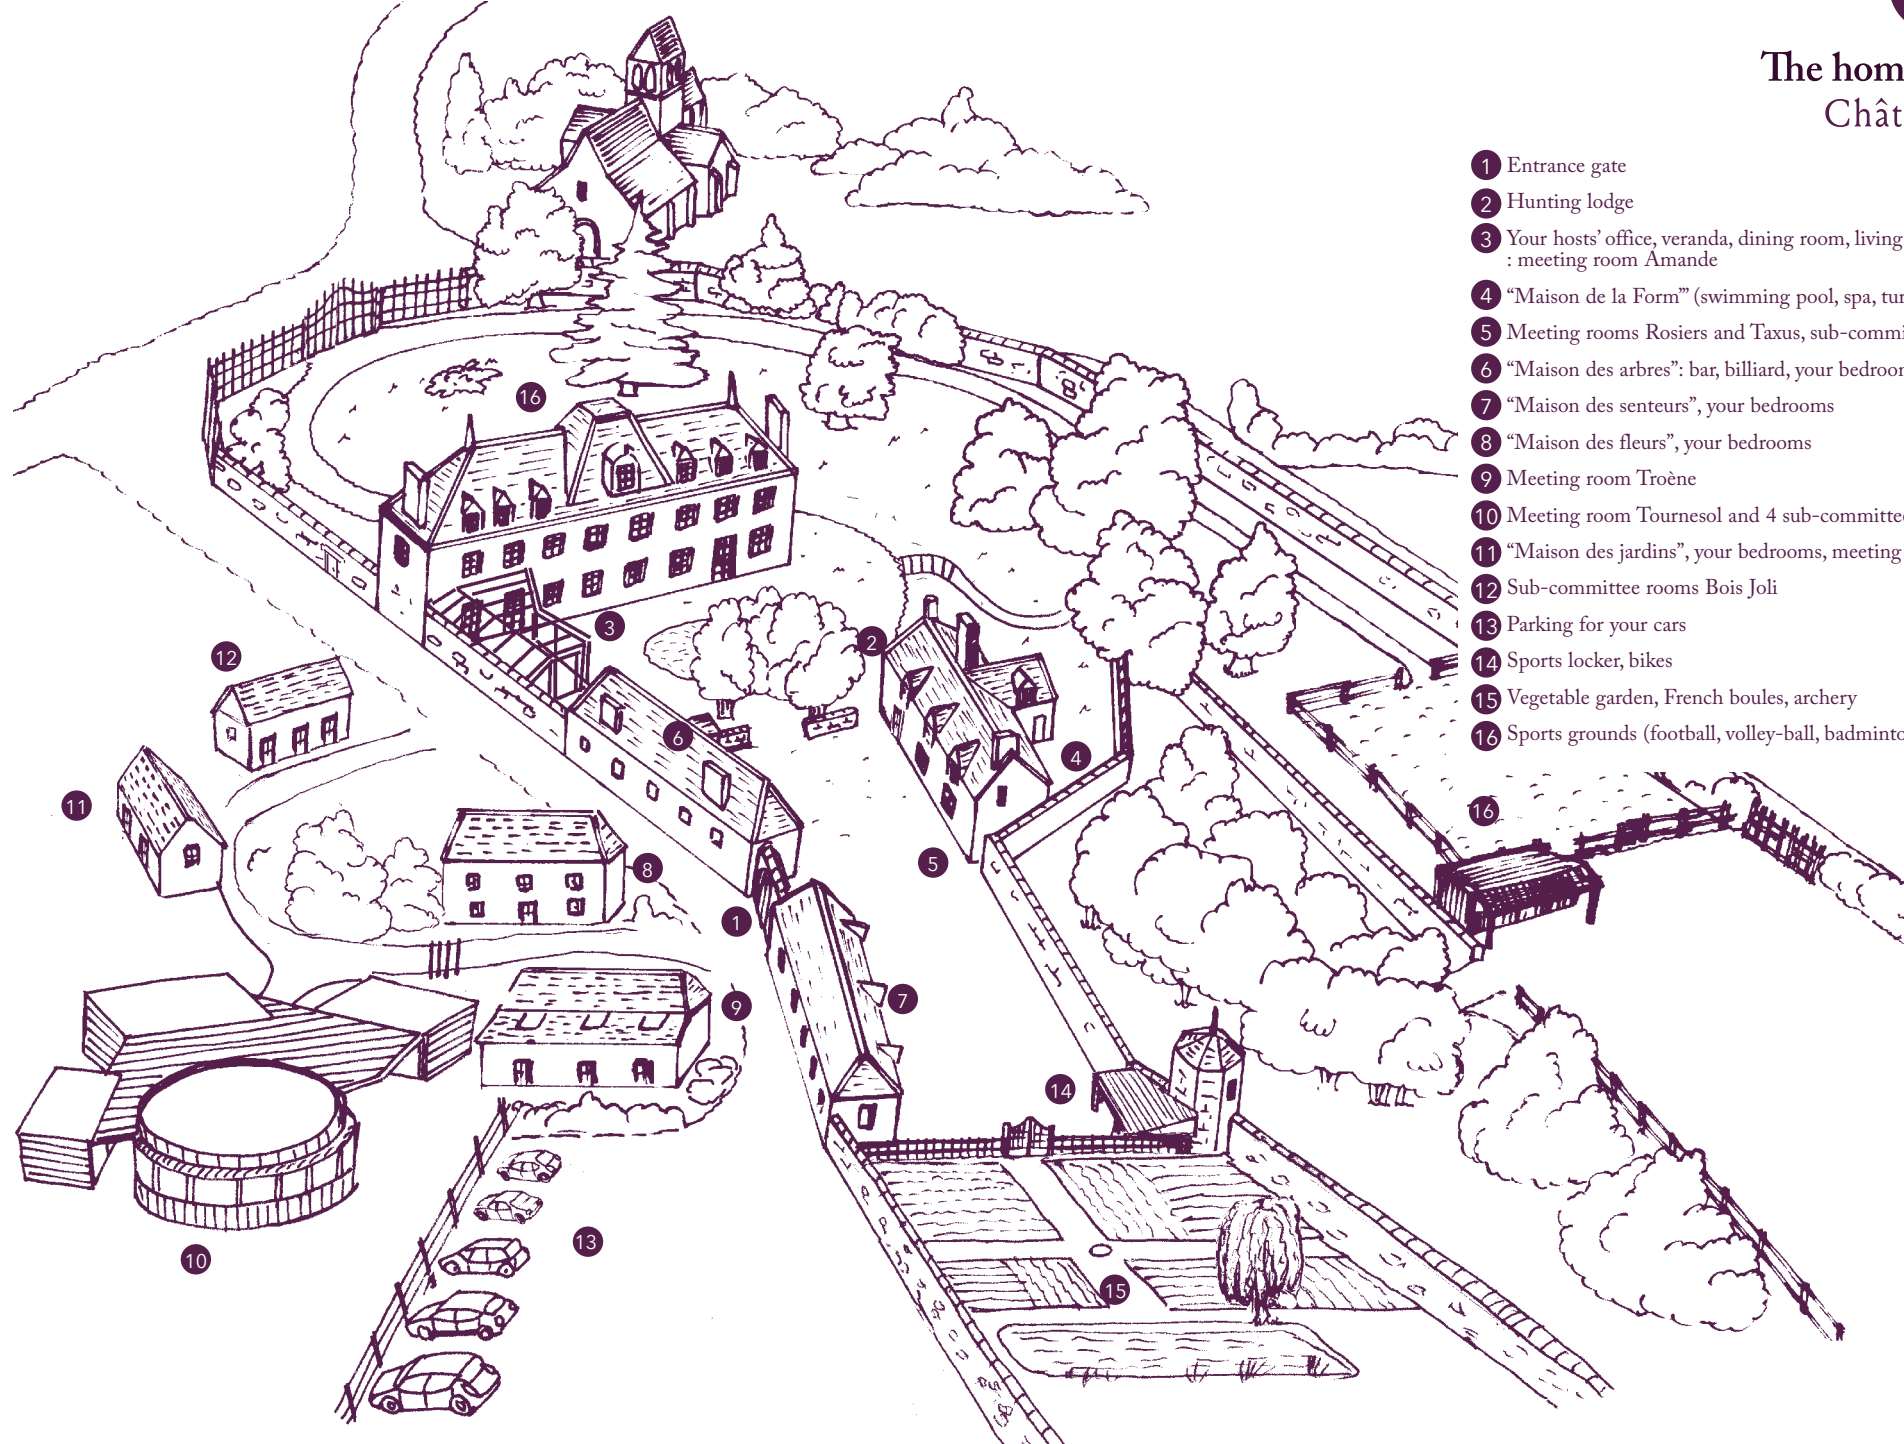 The hom
Chât
1 Entrance gate
2 Hunting lodge
3 Your hosts’ office, veranda, dining room, living
: meeting room Amande
4 “Maison de la Form”’ (swimming pool, spa, tur
5 Meeting rooms Rosiers and Taxus, sub-commi
6 “Maison des arbres”: bar, billiard, your bedroo
7 “Maison des senteurs”, your bedrooms
8 “Maison des fleurs”, your bedrooms
9 Meeting room Troène
10 Meeting room Tournesol and 4 sub-committe
11 “Maison des jardins”, your bedrooms, meeting
12 Sub-committee rooms Bois Joli
13 Parking for your cars
14 Sports locker, bikes
15 Vegetable garden, French boules, archery
16 Sports grounds (football, volley-ball, badminto
16
3
2
12
6
4
11
16
8
5
1
7
9
14
13
10
15